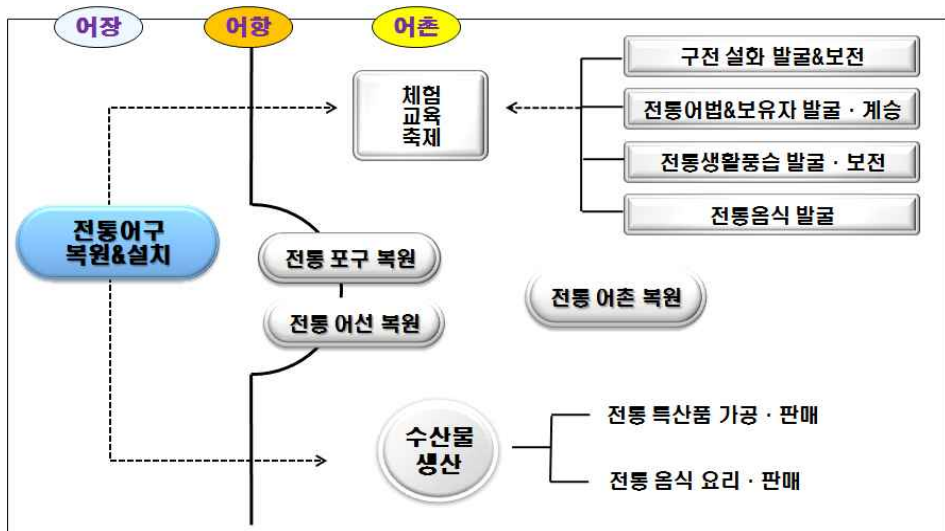 어장
어항
어촌
체험
교육
축제
구전 설화 발굴&보전
전통어법&보유자 발굴 · 계승
전통생활풍습 발굴 · 보전
전통음식 발굴
전통어구
복원&설치
전통 포구 복원
전통 어선 복원
전통 어촌 복원
수산물
생산
전통 특산품 가공 · 판매
전통 음식 요리 · 판매